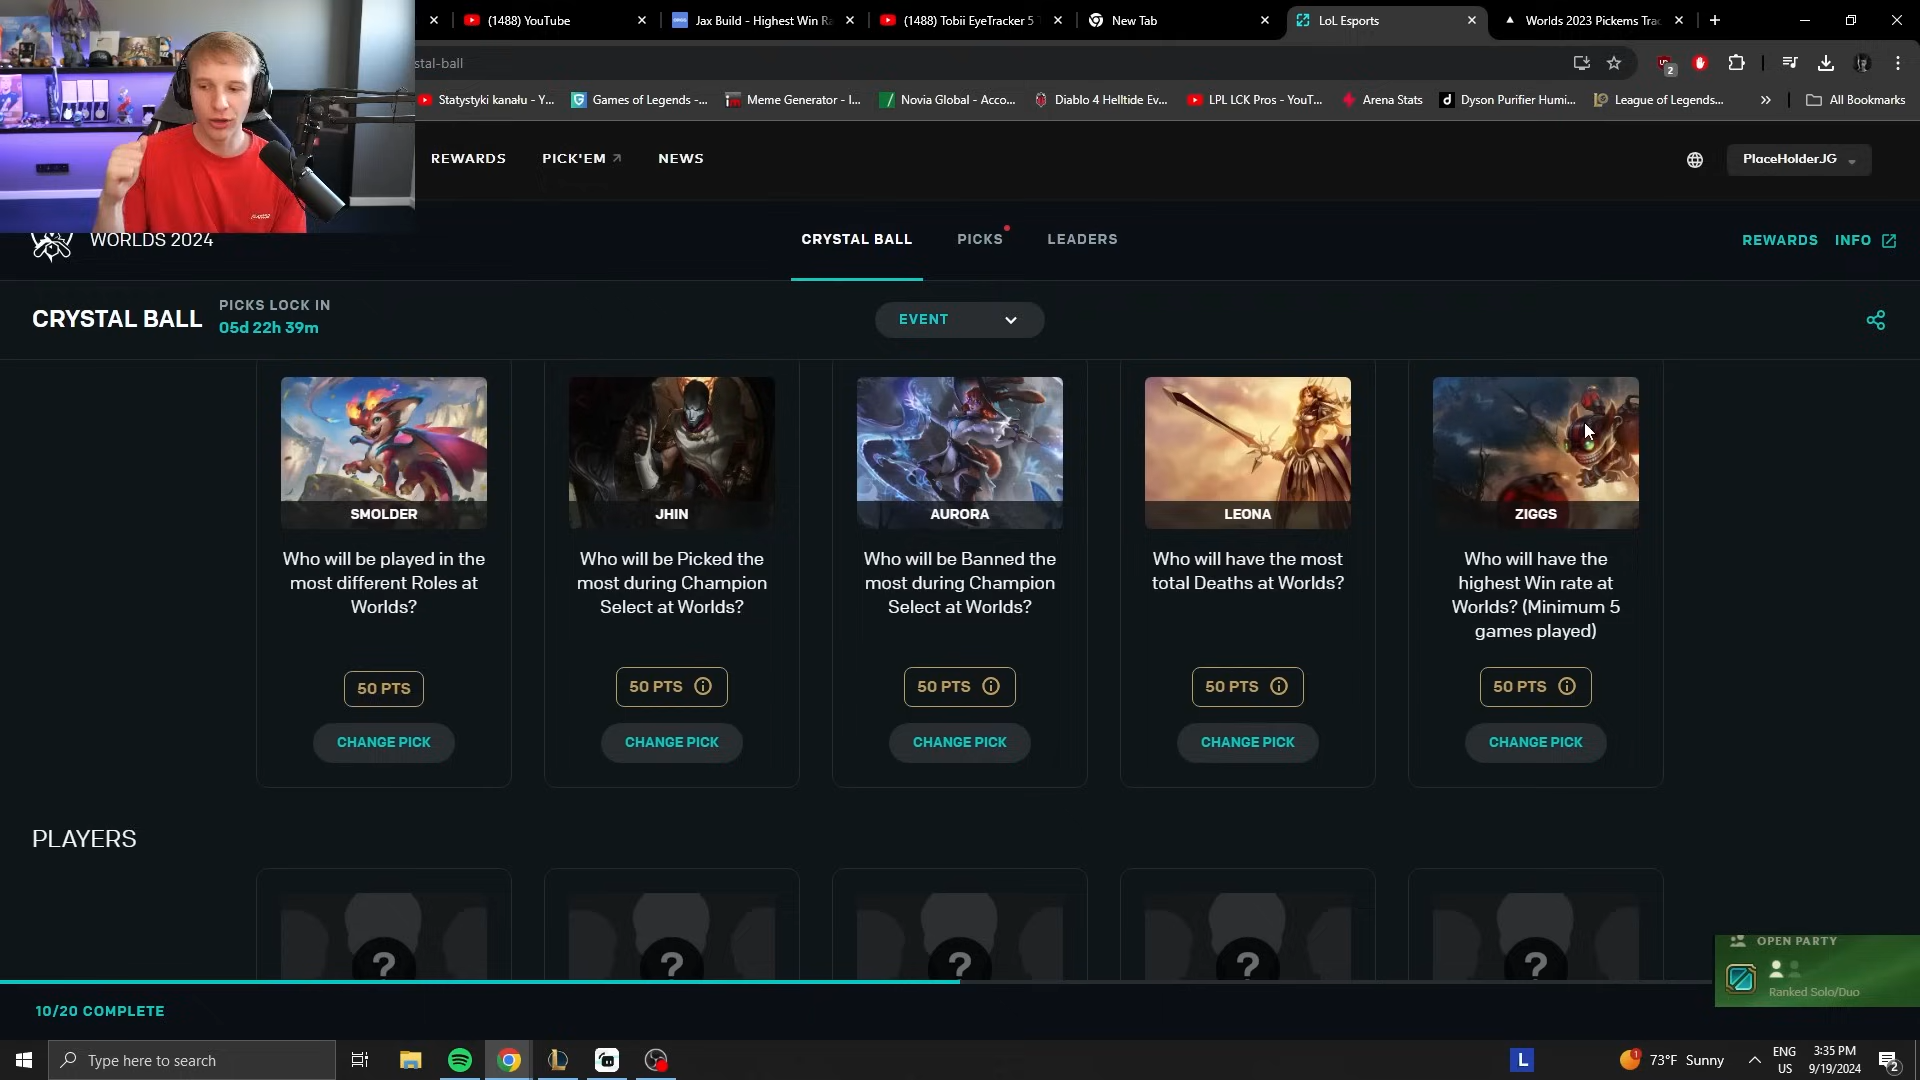 (1488) YouTube
Jax Build - Highest Win Ra
(1488) Tobii EyeTracker 5
New Tab
LoL Esports
Worlds 2023 Pickems Tra
stal-ball
2
Statystyki kanału - Y...
Games of Legends -...
Meme Generator - I...
Novia Global - Acco...
Diablo 4 Helltide Ev...
LPL LCK Pros - YouT...
Arena Stats
Dyson Purifier Humi...
League of Legends...
All Bookmarks
REWARDS
PICK'EM
NEWS
PlaceHolderJG
WORLDS 2024
CRYSTAL BALL
PICKS
LEADERS
REWARDS
INFO
CRYSTAL BALL
PICKS LOCK IN
05d 22h 39m
EVENT
SMOLDER
Who will be played in the
most different Roles at
Worlds?
50 PTS
CHANGE PICK
JHIN
Who will be Picked the
most during Champion
Select at Worlds?
50 PTS
CHANGE PICK
AURORA
Who will be Banned the
most during Champion
Select at Worlds?
50 PTS
CHANGE PICK
LEONA
Who will have the most
total Deaths at Worlds?
50 PTS
CHANGE PICK
ZIGGS
Who will have the
highest Win rate at
Worlds? (Minimum 5
games played)
50 PTS
CHANGE PICK
PLAYERS
?
?
?
?
?
OPEN PARTY
Ranked Solo/Duo
10/20 COMPLETE
Type here to search
L
1
73°F Sunny
ENG
US
3:35 PM
9/19/2024
2